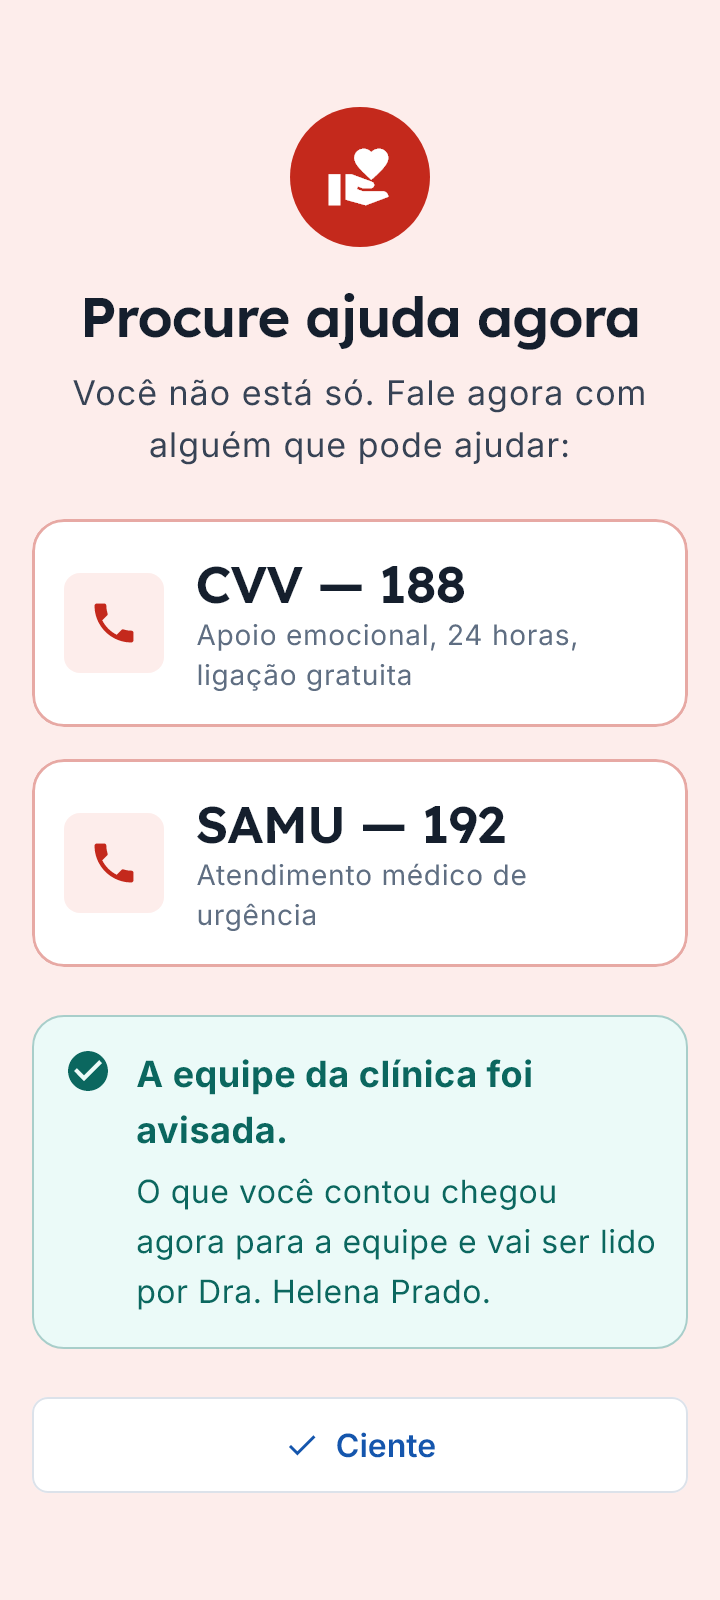 Procure ajuda agora
Você não está só. Fale agora com
alguém que pode ajudar:
CVV — 188
Apoio emocional, 24 horas,
ligação gratuita
SAMU — 192
Atendimento médico de
urgência
A equipe da clínica foi
avisada.
O que você contou chegou
agora para a equipe e vai ser lido
por Dra. Helena Prado.
Ciente